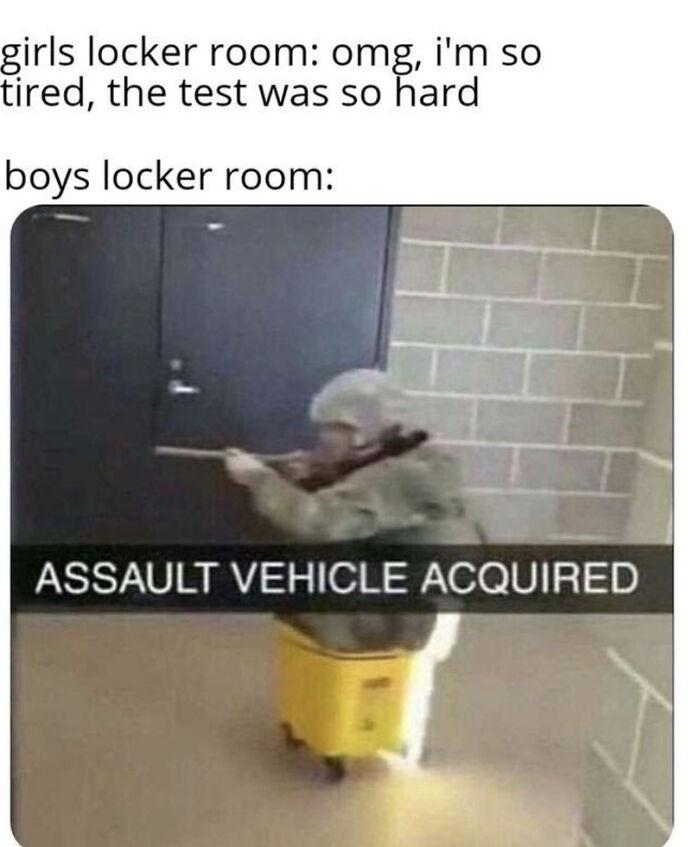 girls locker room: omg, i'm so
tired, the test was so hard
boys locker room:
ASSAULT VEHICLE ACQUIRED